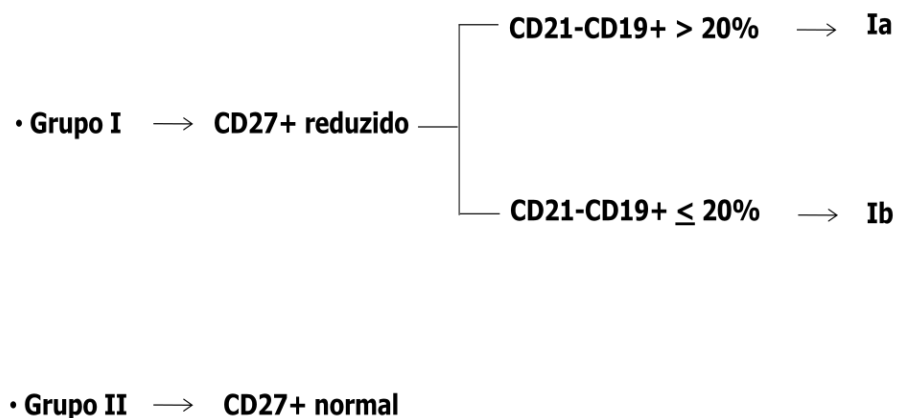 CD21-CD19+ > 20% → Ia
• Grupo I → CD27+ reduzido
CD21-CD19+ ≤ 20% → Ib
• Grupo II → CD27+ normal